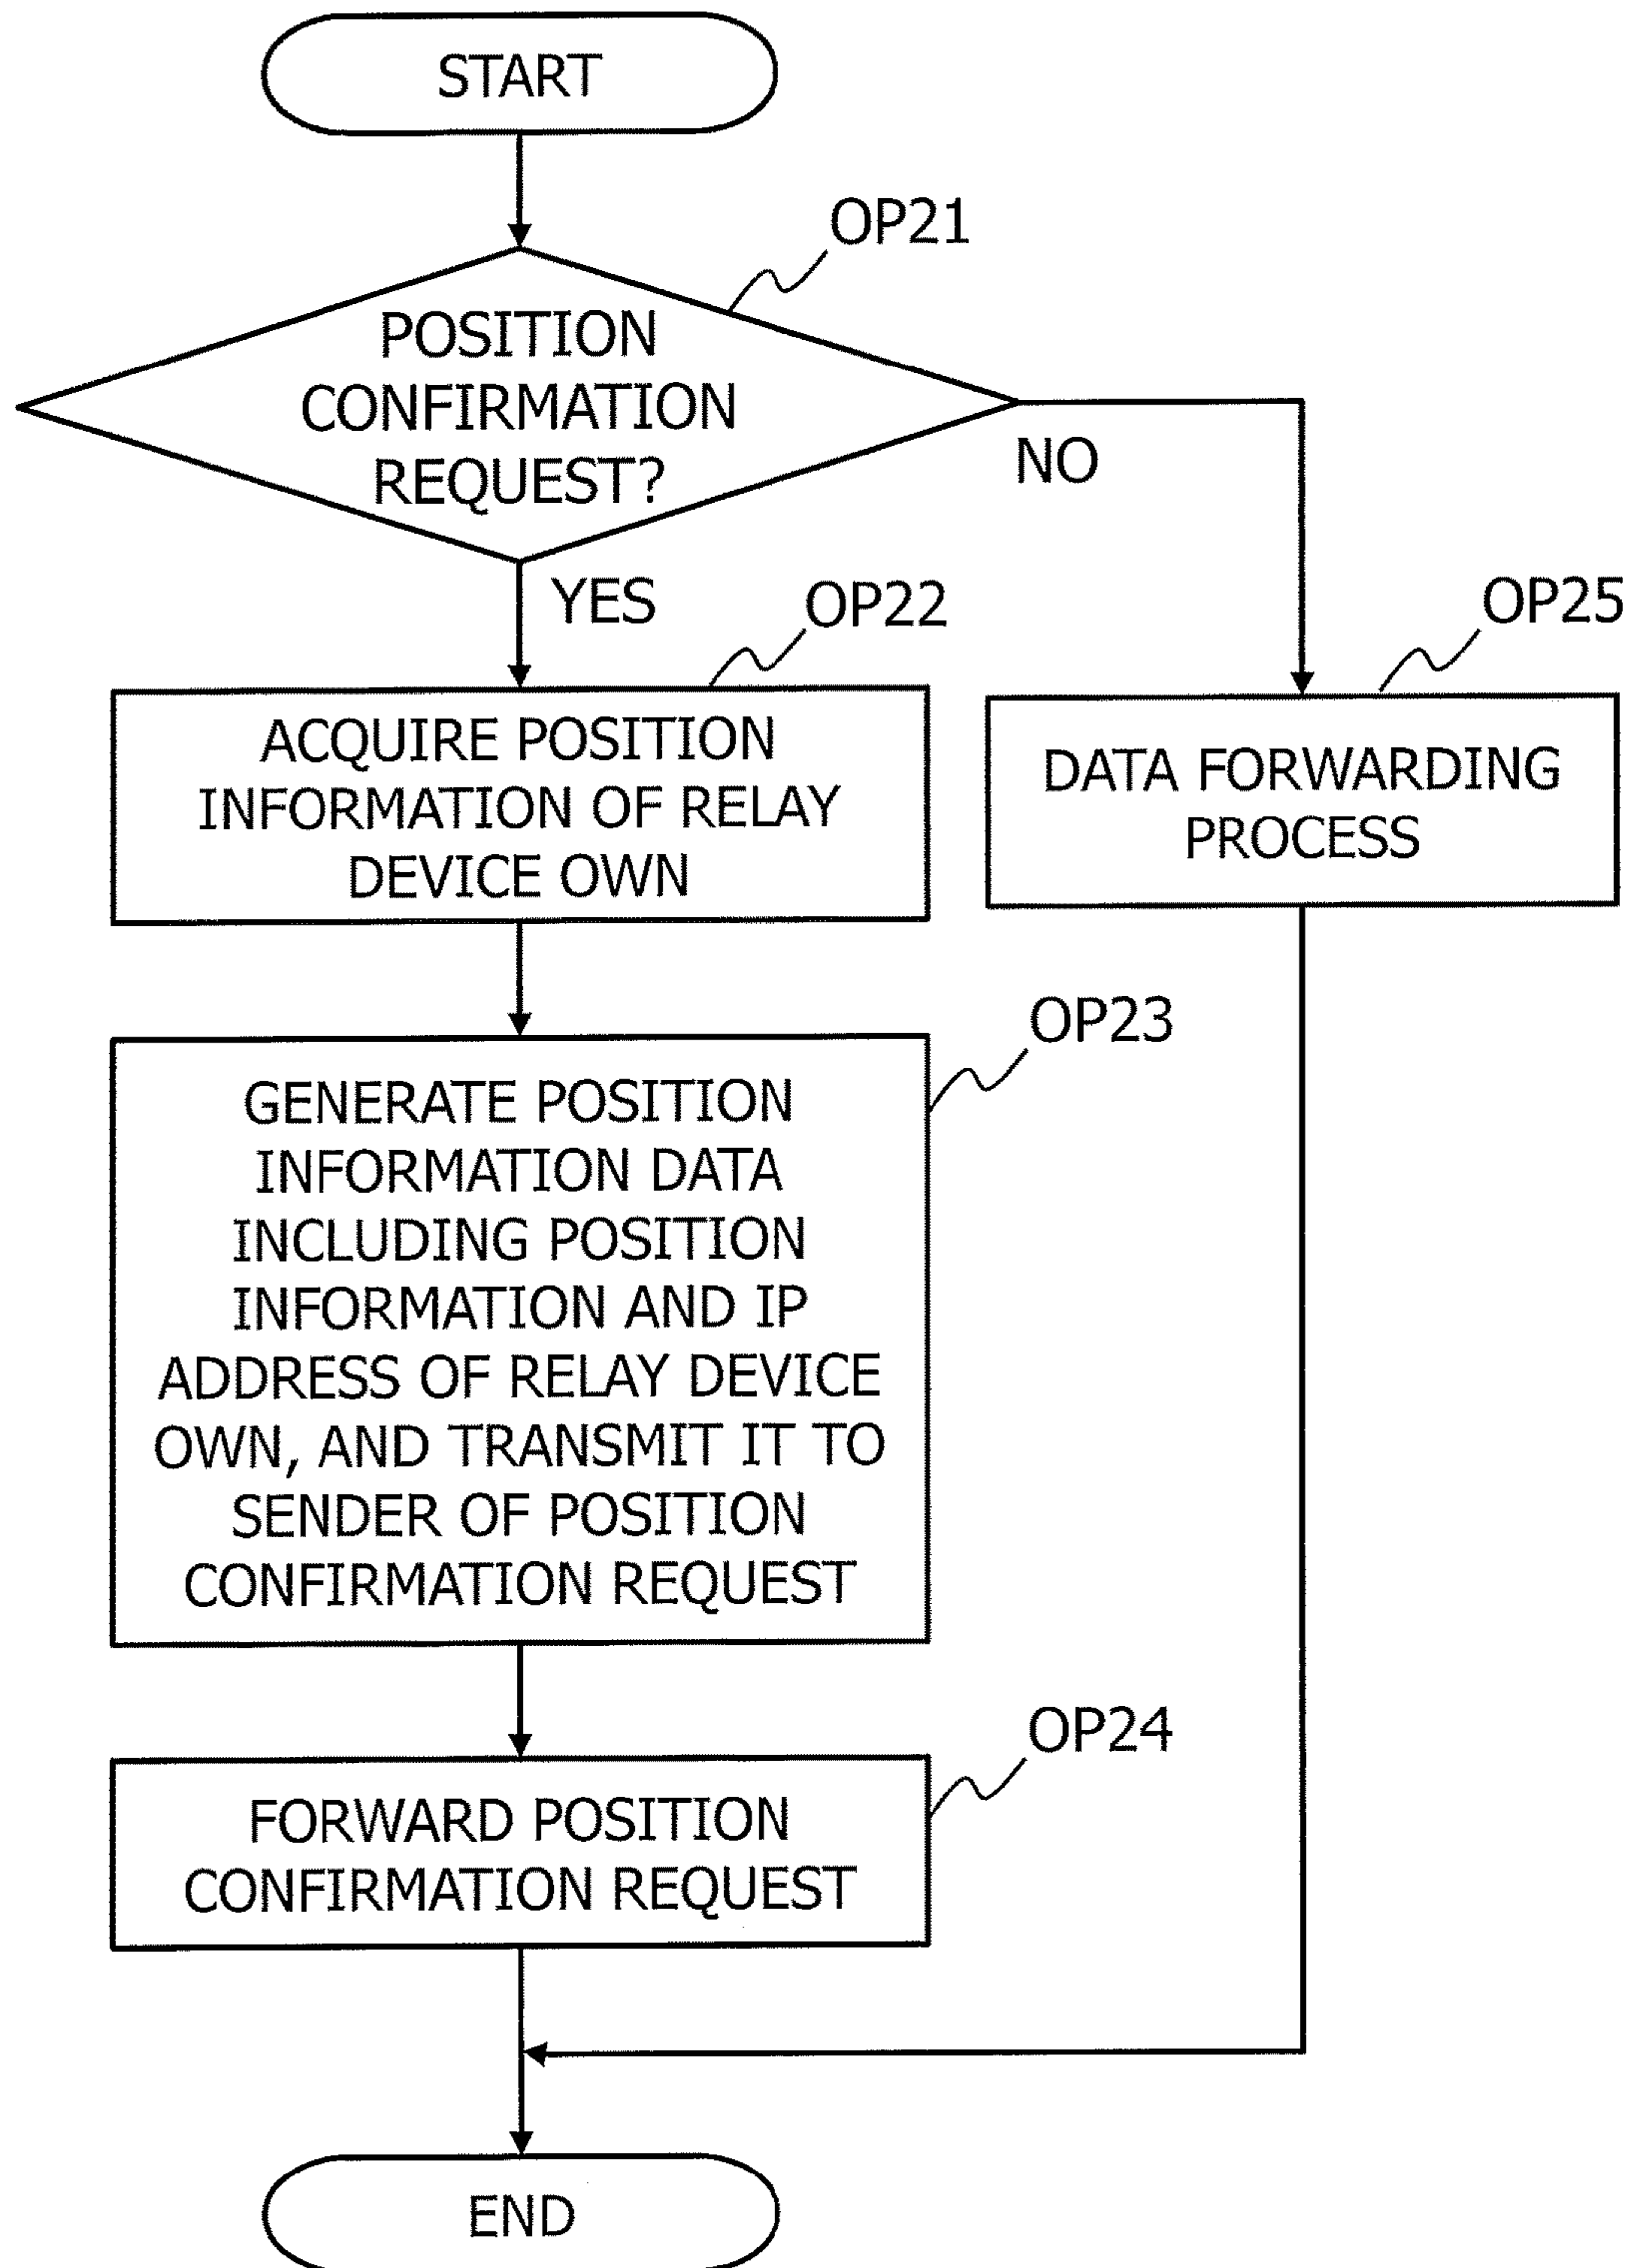 START
OP21
POSITION
CONFIRMATION
REQUEST?
NO
YES
OP22
OP25
ACQUIRE POSITION
INFORMATION OF RELAY
DEVICE OWN
DATA FORWARDING
PROCESS
OP23
GENERATE POSITION
INFORMATION DATA
INCLUDING POSITION
INFORMATION AND IP
ADDRESS OF RELAY DEVICE
OWN, AND TRANSMIT IT TO
SENDER OF POSITION
CONFIRMATION REQUEST
OP24
FORWARD POSITION
CONFIRMATION REQUEST
END